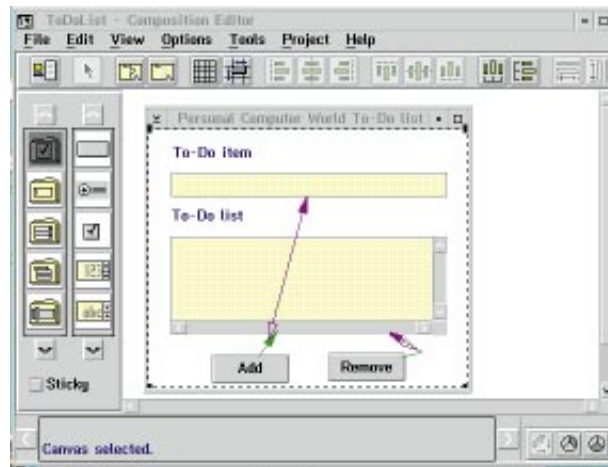 ToDoList - Composition Editor
File Edit View Options Tools Project Help
Personal Computer World To-Do list
To-Do item
To-Do list
Add Remove
Sticky
Canvas selected.